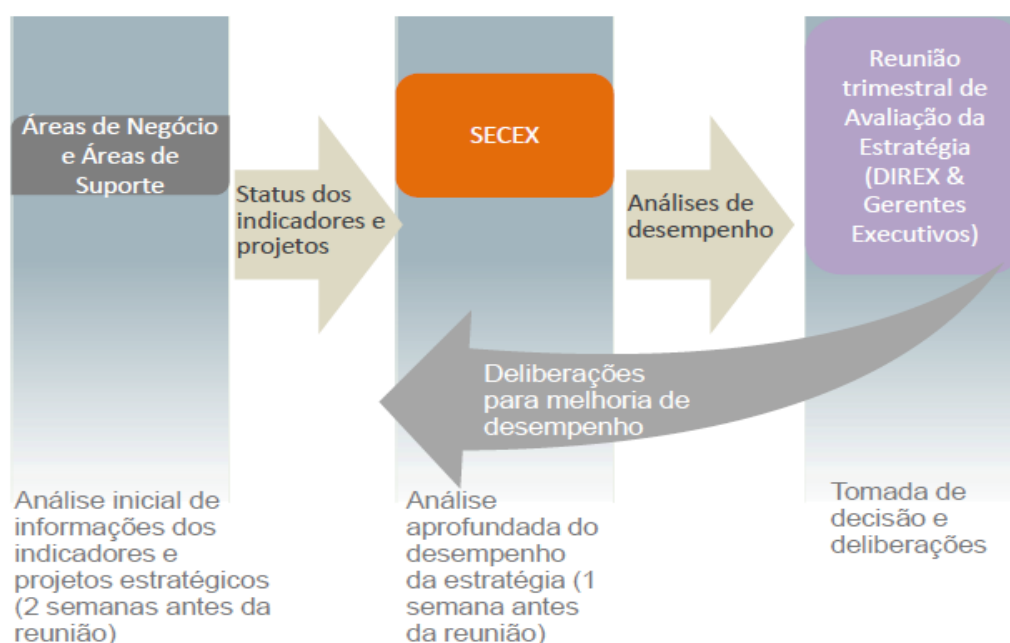 Áreas de Negócio
e Áreas de
Suporte
Status dos
indicadores e
projetos
SECEX
Análises de
desempenho
Reunião
trimestral de
Avaliação da
Estratégia
(DIREX &
Gerentes
Executivos)
Deliberações
para melhoria de
desempenho
Análise inicial de
informações dos
indicadores e
projetos estratégicos
(2 semanas antes da
reunião)
Análise
aprofundada do
desempenho
da estratégia (1
semana antes
da reunião)
Tomada de
decisão e
deliberações